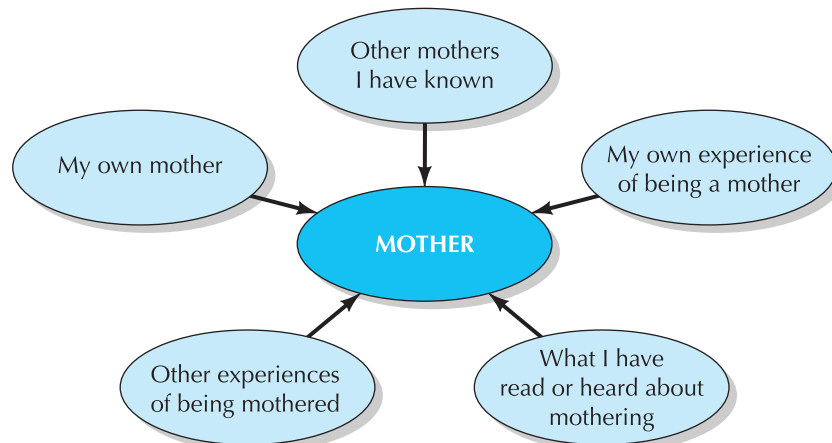 Other mothers
I have known
My own mother
My own experience
of being a mother
MOTHER
Other experiences
of being mothered
What I have
read or heard about
mothering